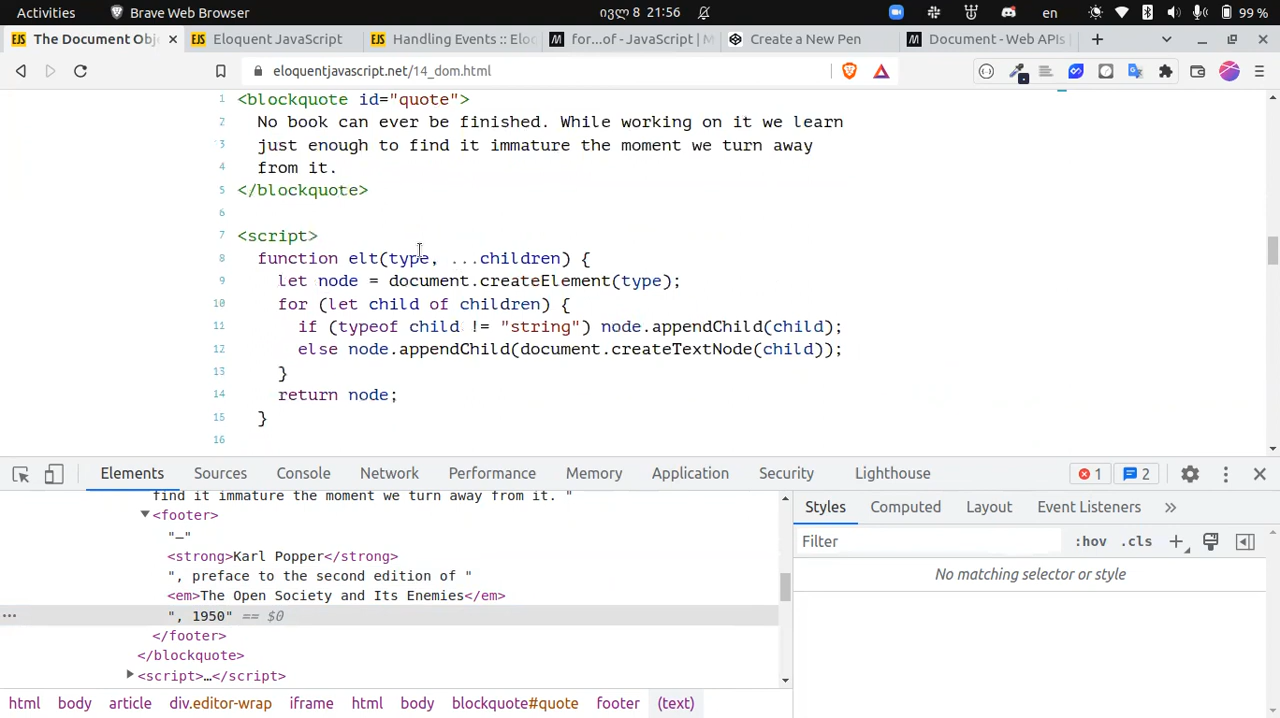 Activities Brave Web Browser ივლ 8 21:56 en 99 %
The Document Obj Eloquent JavaScript Handling Events :: Elo for...of - JavaScript | M Create a New Pen Document - Web APIs |
eloquentjavascript.net/14_dom.html
1 <blockquote id="quote">
2 No book can ever be finished. While working on it we learn
3 just enough to find it immature the moment we turn away
4 from it.
5 </blockquote>
6
7 <script>
8 function elt(type, ...children) {
9 let node = document.createElement(type);
10 for (let child of children) {
11 if (typeof child != "string") node.appendChild(child);
12 else node.appendChild(document.createTextNode(child));
13 }
14 return node;
15 }
16
Elements Sources Console Network Performance Memory Application Security Lighthouse 1 2
find it immature the moment we turn away from it. "
<footer>
"—"
<strong>Karl Popper</strong>
", preface to the second edition of "
<em>The Open Society and Its Enemies</em>
", 1950" == $0
</footer>
</blockquote>
<script>…</script>
html body article div.editor-wrap iframe html body blockquote#quote footer (text)
Styles Computed Layout Event Listeners
Filter :hov .cls
No matching selector or style